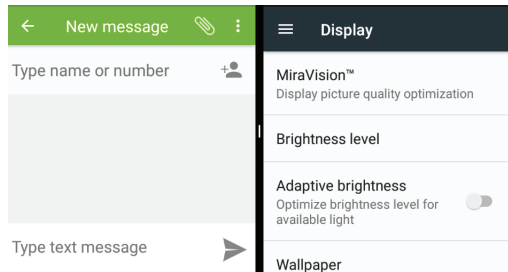 New message
Type name or number
Type text message
Display
MiraVision™
Display picture quality optimization
Brightness level
Adaptive brightness
Optimize brightness level for
available light
Wallpaper